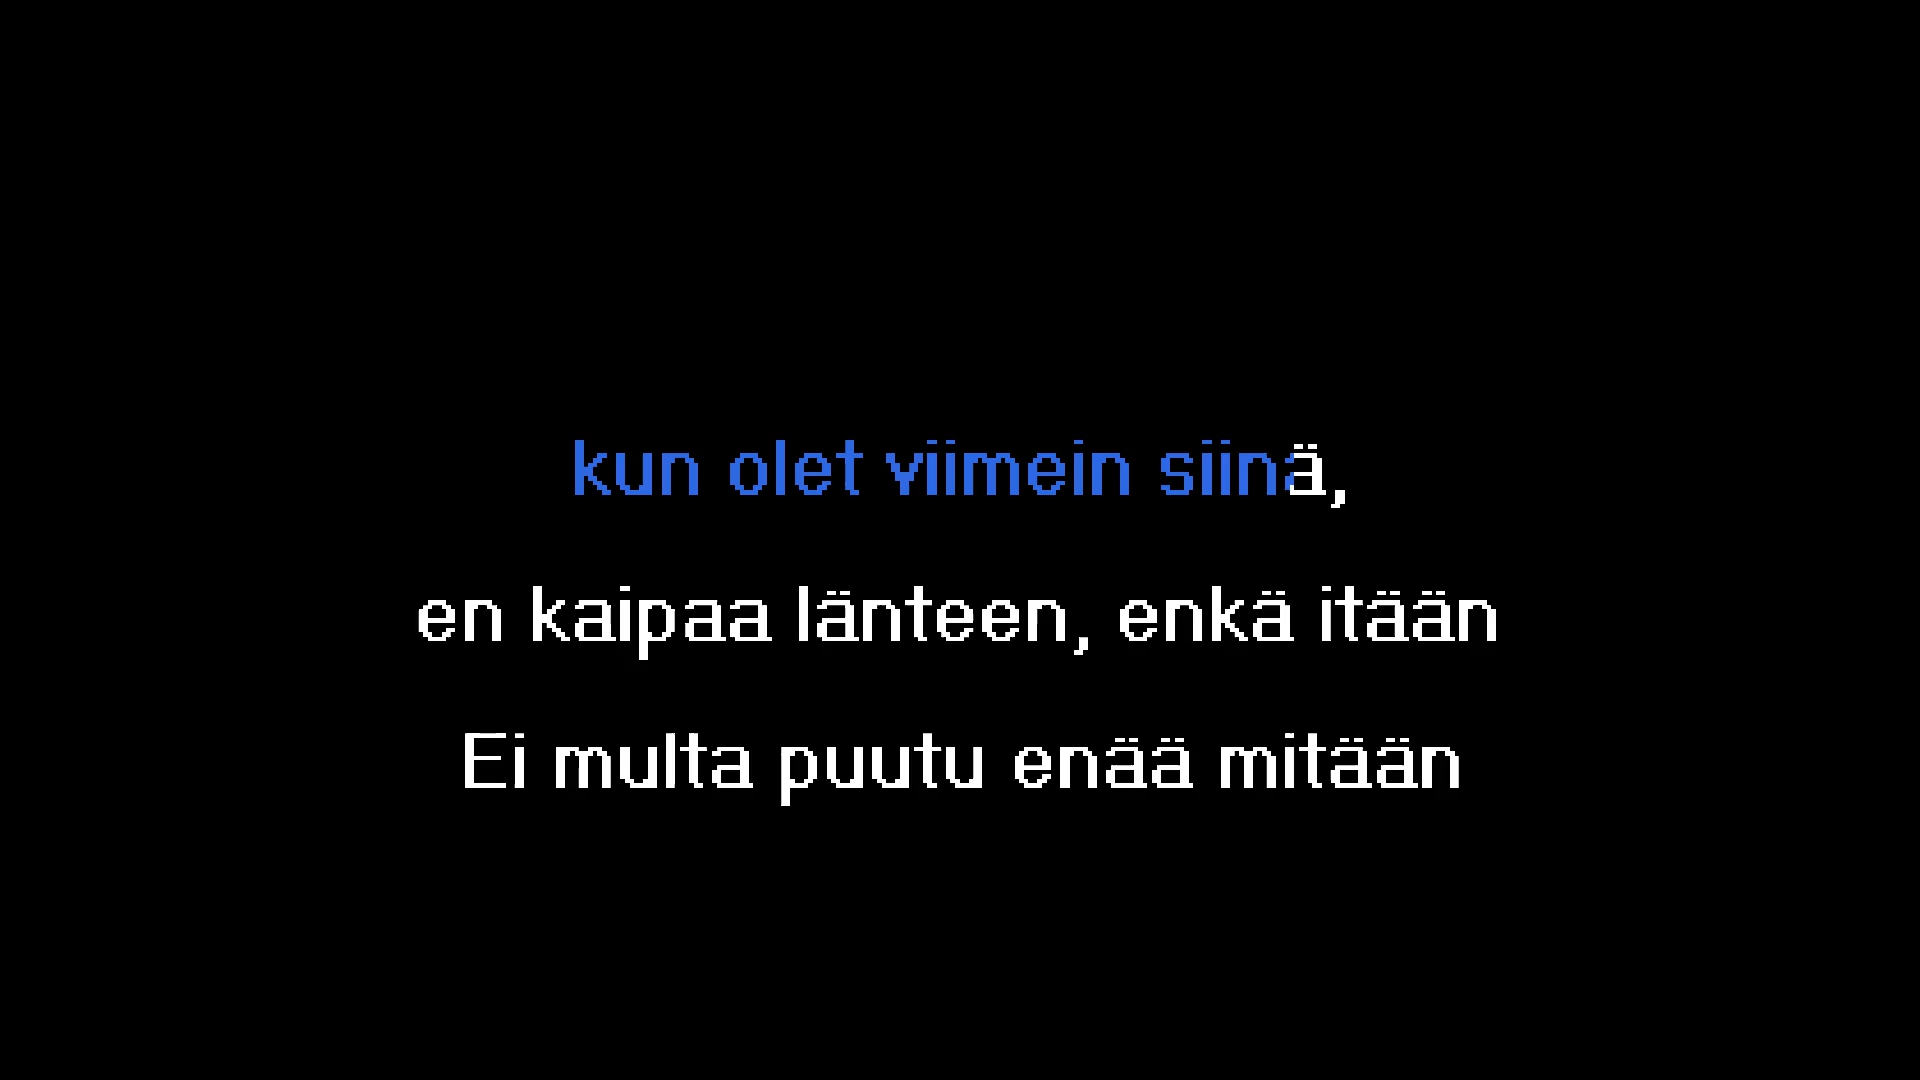 kun olet viimein siinä,
en kaipaa länteen, enkä itään
Ei multa puutu enää mitään